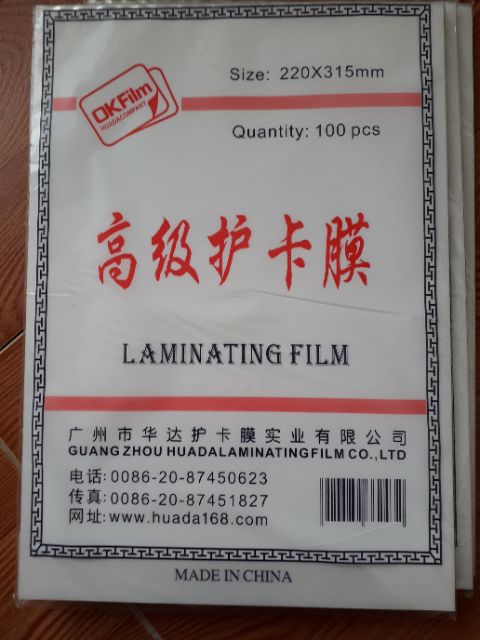 Size: 220X315mm
OKFilm
HUADACOMPANY
Quantity: 100 pcs
高级护卡膜
LAMINATING FILM
广州市华达护卡膜实业有限公司
GUANG ZHOU HUADALAMINATINGFILM CO.,LTD
电话: 0086-20-87450623
传真: 0086-20-87451827
网址: www.huada168.com
MADE IN CHINA